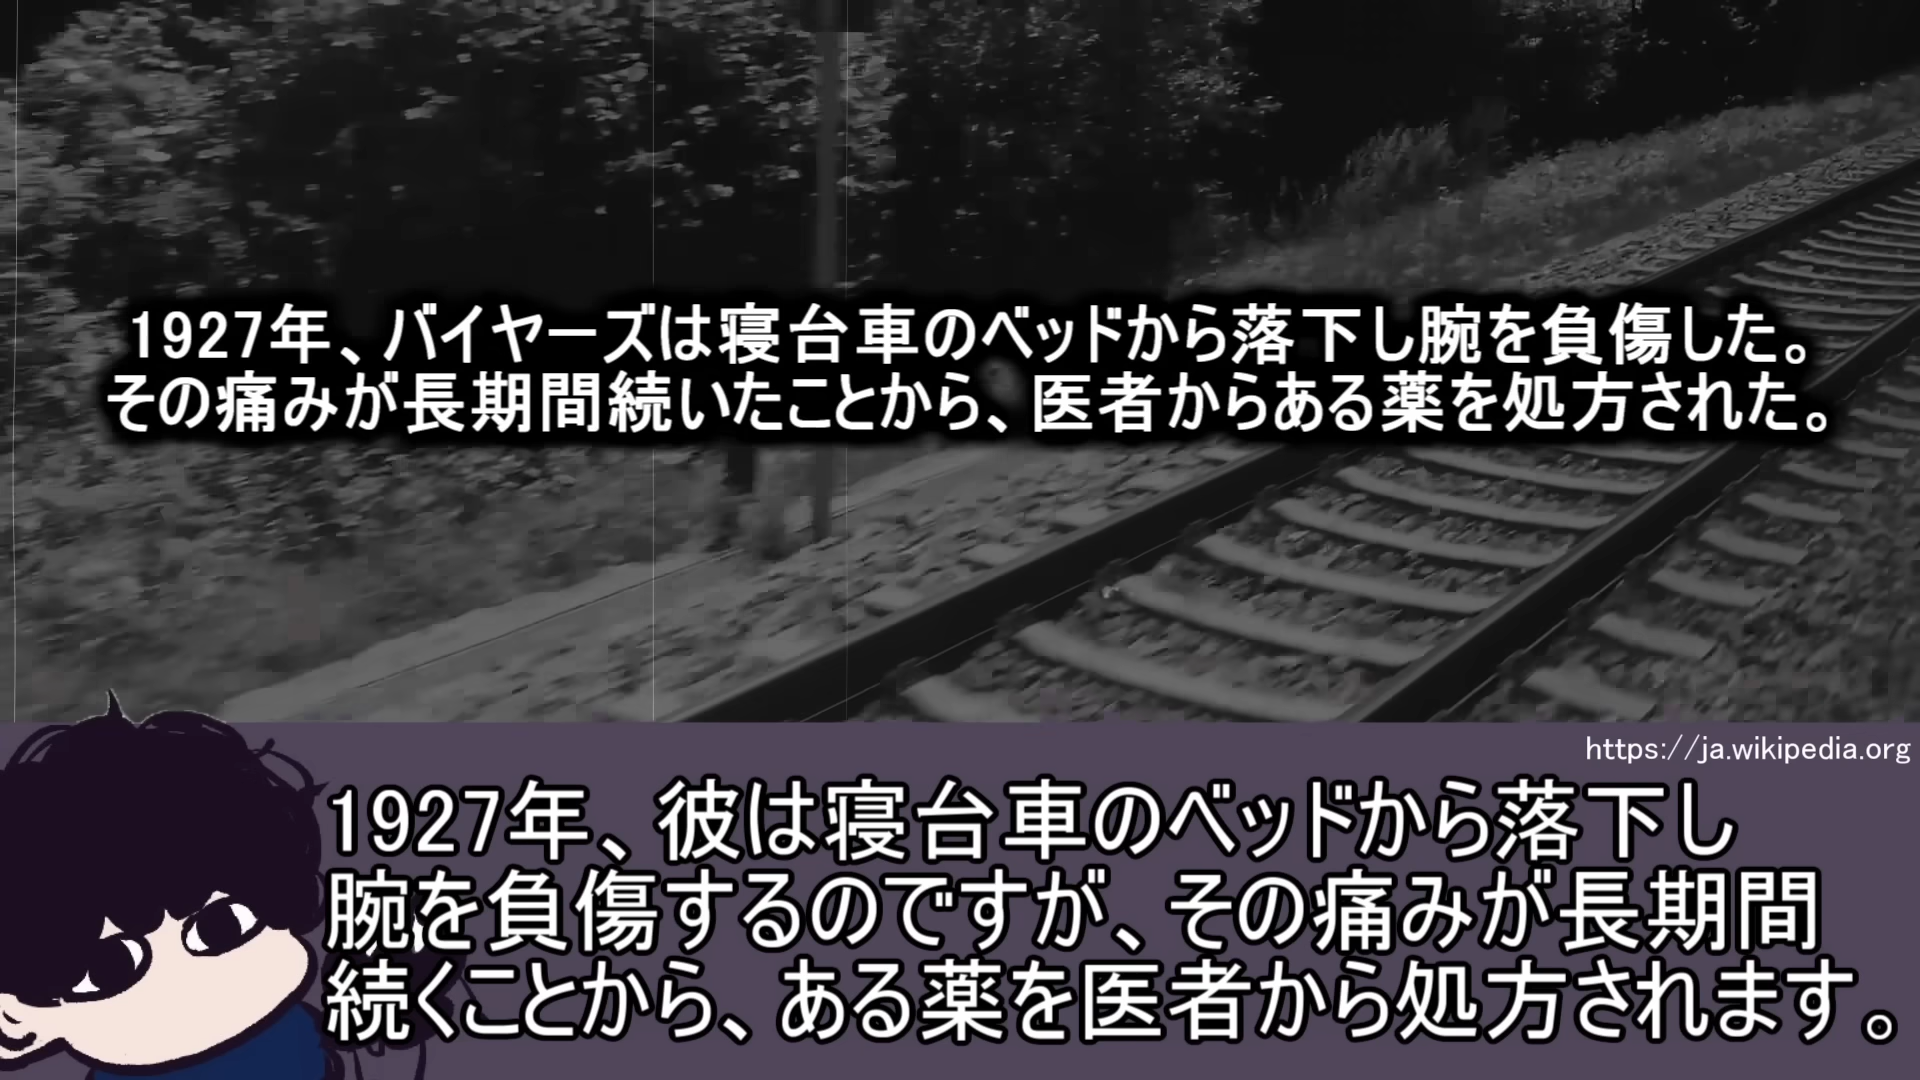 1927年、バイヤーズは寝台車のベッドから落下し腕を負傷した。
その痛みが長期間続いたことから、医者からある薬を処方された。
https://ja.wikipedia.org
1927年、彼は寝台車のベッドから落下し
腕を負傷するのですが、その痛みが長期間
続くことから、ある薬を医者から処方されます。